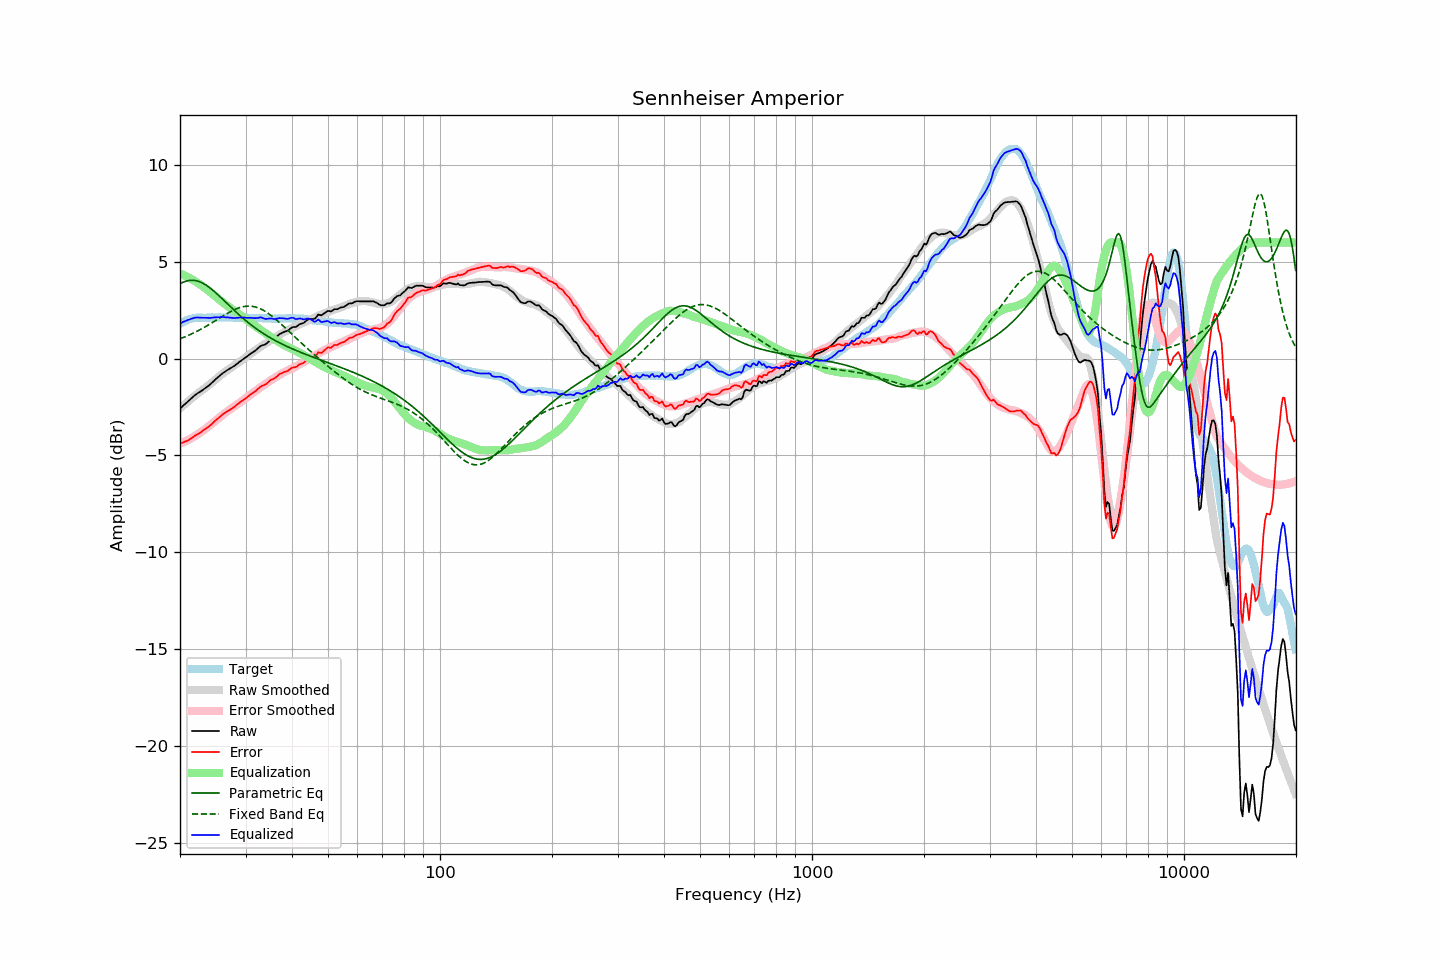 Sennheiser Amperior
10
5
0
−5
−10
−15
−20
−25
Amplitude (dBr)
Target
Raw Smoothed
Error Smoothed
Raw
Error
Equalization
Parametric Eq
Fixed Band Eq
Equalized
100
1000
10000
Frequency (Hz)